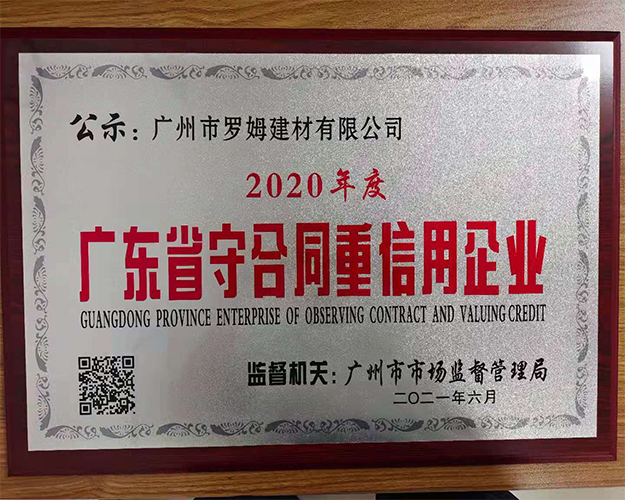 公示：广州市罗姆建材有限公司
2020年度
广东省守合同重信用企业
GUANGDONG PROVINCE ENTERPRISE OF OBSERVING CONTRACT AND VALUING CREDIT
监督机关：广州市市场监督管理局
二〇二一年六月